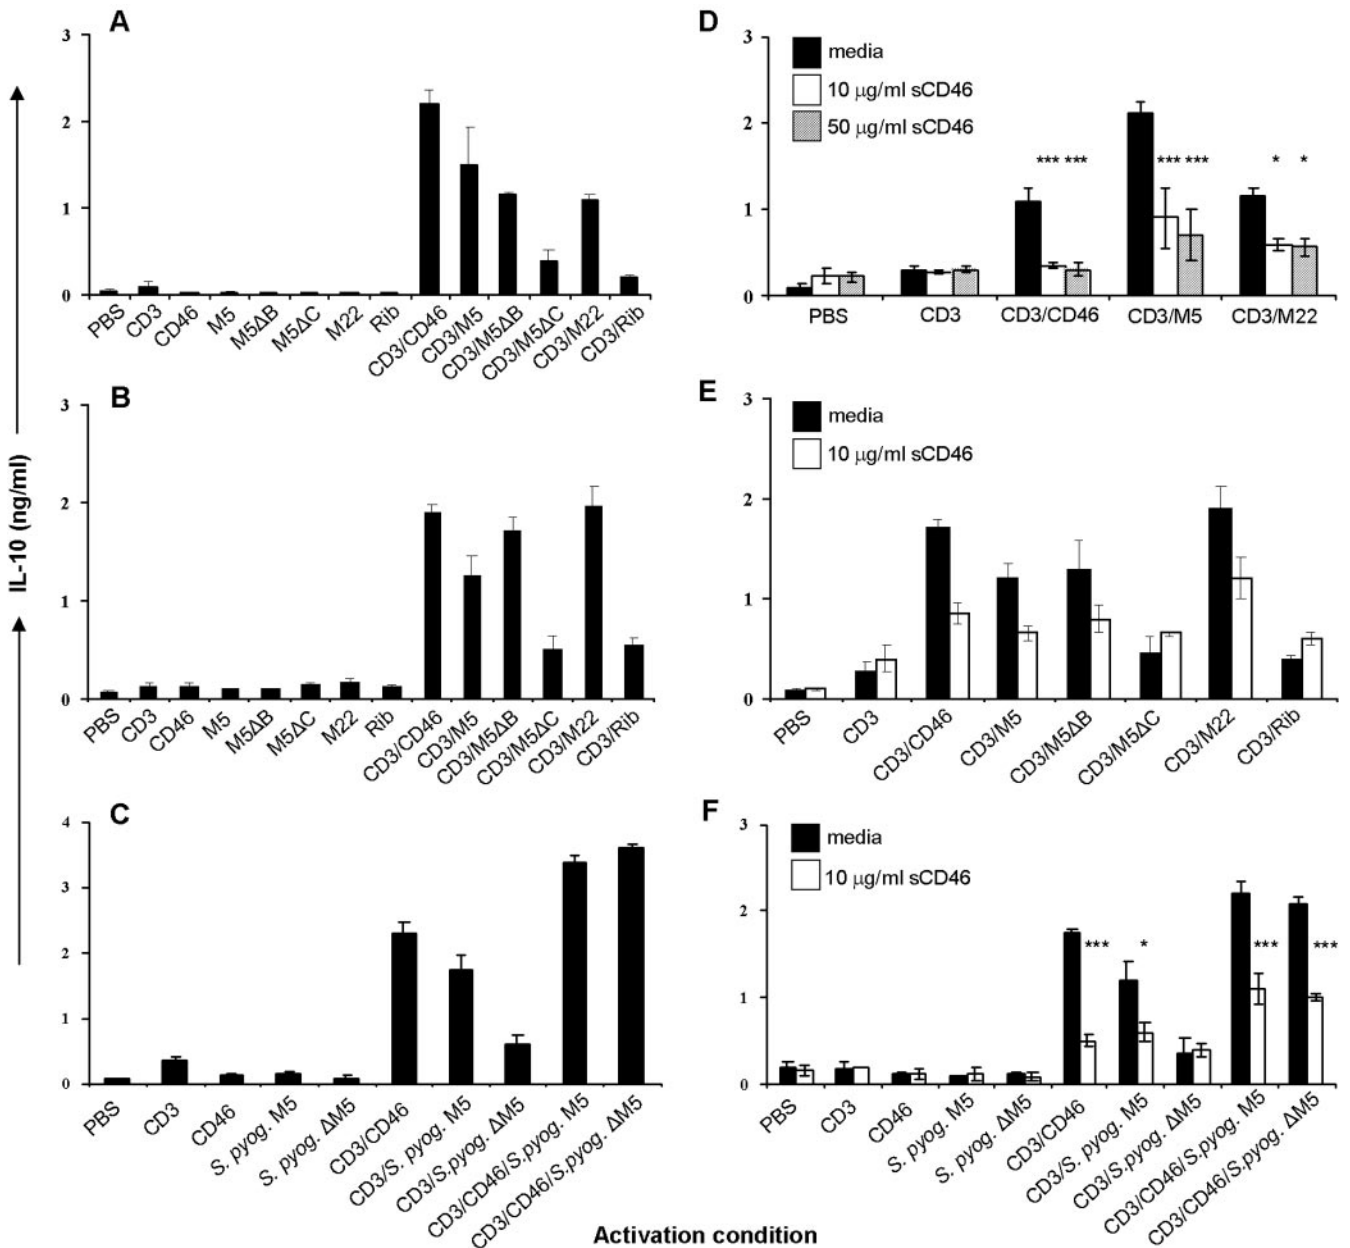 IL-10 (ng/ml)
A
3
2
1
0
PBS
CD3
CD46
M5
M5ΔB
M5ΔC
M22
Rib
CD3/CD46
CD3/M5
CD3/M5ΔB
CD3/M5ΔC
CD3/M22
CD3/Rib
B
3
2
1
0
PBS
CD3
CD46
M5
M5ΔB
M5ΔC
M22
Rib
CD3/CD46
CD3/M5
CD3/M5ΔB
CD3/M5ΔC
CD3/M22
CD3/Rib
C
4
3
2
1
0
PBS
CD3
CD46
S. pyog. M5
S. pyog. ΔM5
CD3/CD46
CD3/S. pyog. M5
CD3/S.pyog. ΔM5
CD3/CD46/S.pyog. M5
CD3/CD46/S.pyog. ΔM5
D
3
2
1
0
media
10 µg/ml sCD46
50 µg/ml sCD46
*** ***
*** ***
* *
PBS
CD3
CD3/CD46
CD3/M5
CD3/M22
E
3
2
1
0
media
10 µg/ml sCD46
PBS
CD3
CD3/CD46
CD3/M5
CD3/M5ΔB
CD3/M5ΔC
CD3/M22
CD3/Rib
F
3
2
1
0
media
10 µg/ml sCD46
***
*
***
***
PBS
CD3
CD46
S. pyog. M5
S. pyog. ΔM5
CD3/CD46
CD3/S. pyog. M5
CD3/S.pyog. ΔM5
CD3/CD46/S.pyog. M5
CD3/CD46/S.pyog. ΔM5
Activation condition